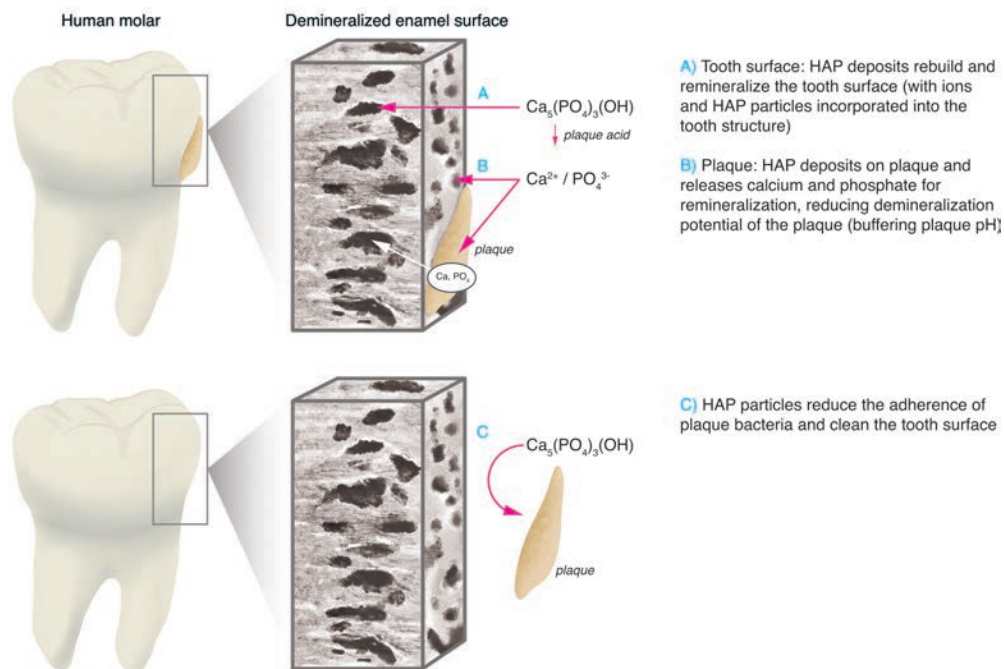 Human molar
Demineralized enamel surface
A
Ca₅(PO₄)₃(OH)
plaque acid
B
Ca²⁺ / PO₄³⁻
plaque
Ca, PO₄
A) Tooth surface: HAP deposits rebuild and
remineralize the tooth surface (with ions
and HAP particles incorporated into the
tooth structure)
B) Plaque: HAP deposits on plaque and
releases calcium and phosphate for
remineralization, reducing demineralization
potential of the plaque (buffering plaque pH)
C
Ca₅(PO₄)₃(OH)
plaque
C) HAP particles reduce the adherence of
plaque bacteria and clean the tooth surface